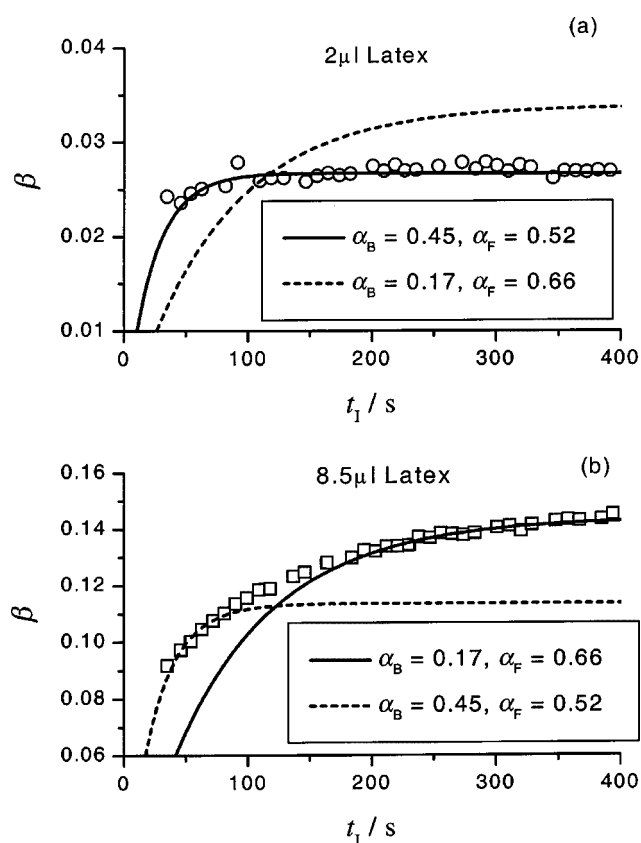 (a)
2μl Latex
0.05
0.04
0.03
0.02
0.01
β
α_B = 0.45, α_F = 0.52
α_B = 0.17, α_F = 0.66
0 100 200 300 400
t_I / s
(b)
8.5μl Latex
0.16
0.14
0.12
0.10
0.08
0.06
β
α_B = 0.17, α_F = 0.66
α_B = 0.45, α_F = 0.52
0 100 200 300 400
t_I / s